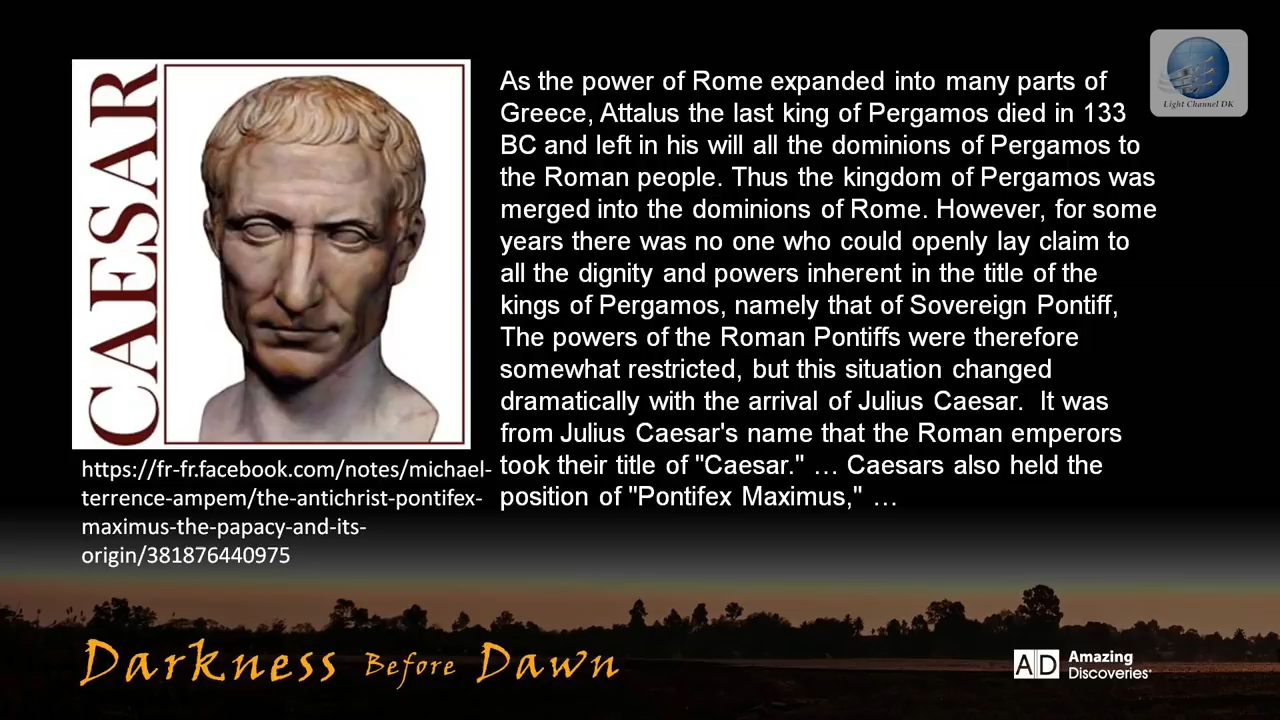 CAESAR
As the power of Rome expanded into many parts of
Greece, Attalus the last king of Pergamos died in 133
BC and left in his will all the dominions of Pergamos to
the Roman people. Thus the kingdom of Pergamos was
merged into the dominions of Rome. However, for some
years there was no one who could openly lay claim to
all the dignity and powers inherent in the title of the
kings of Pergamos, namely that of Sovereign Pontiff,
The powers of the Roman Pontiffs were therefore
somewhat restricted, but this situation changed
dramatically with the arrival of Julius Caesar.  It was
from Julius Caesar's name that the Roman emperors
took their title of "Caesar." … Caesars also held the
position of "Pontifex Maximus," …
https://fr-fr.facebook.com/notes/michael-
terrence-ampem/the-antichrist-pontifex-
maximus-the-papacy-and-its-
origin/381876440975
Light Channel DK
Darkness Before Dawn
AD Amazing
Discoveries